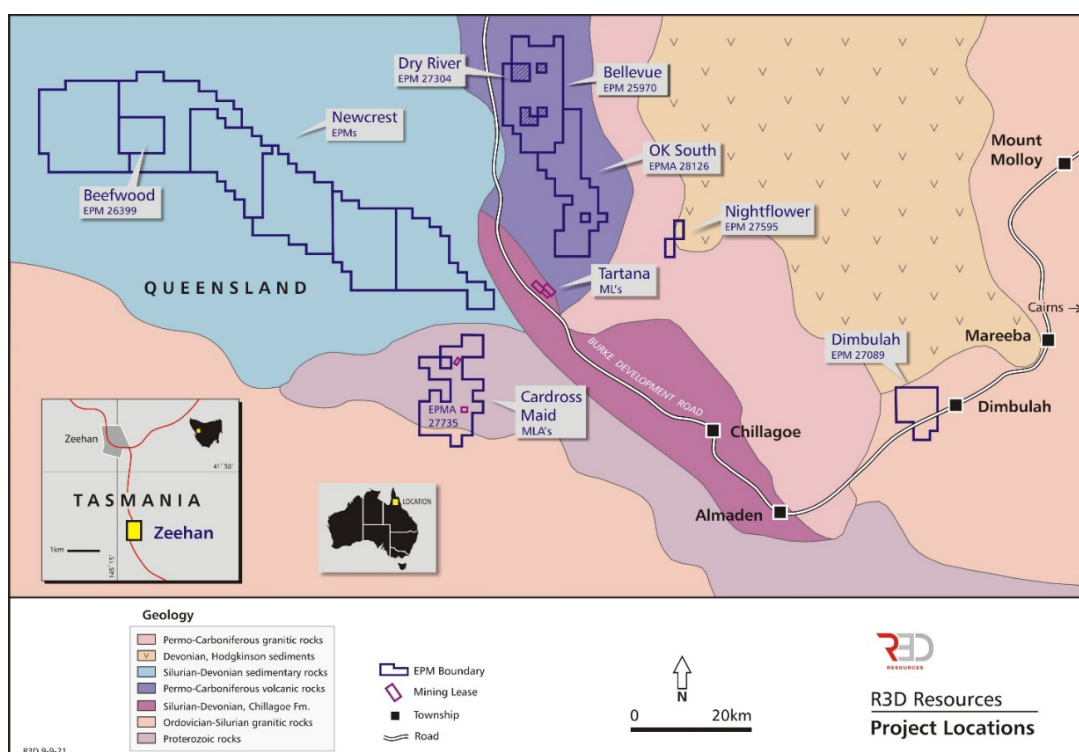 Dry River
EPM 27304
Bellevue
EPM 25970
Newcrest
EPMs
OK South
EPMA 28126
Mount
Molloy
Beefwood
EPM 26399
Nightflower
EPM 27595
QUEENSLAND
Tartana
ML's
Cairns →
Mareeba
BURKE DEVELOPMENT ROAD
Dimbulah
EPM 27089
EPMA
27735
Cardross
Maid
MLA's
Dimbulah
Chillagoe
Almaden
Zeehan
41° 50'
TASMANIA
Zeehan
1km
145° 15'
LOCATION
Geology
Permo-Carboniferous granitic rocks
Devonian, Hodgkinson sediments
Silurian-Devonian sedimentary rocks
Permo-Carboniferous volcanic rocks
Silurian-Devonian, Chillagoe Fm.
Ordovician-Silurian granitic rocks
Proterozoic rocks
EPM Boundary
Mining Lease
Township
Road
N
0 20km
R3D
RESOURCES
R3D Resources
Project Locations
R3D 9-9-21